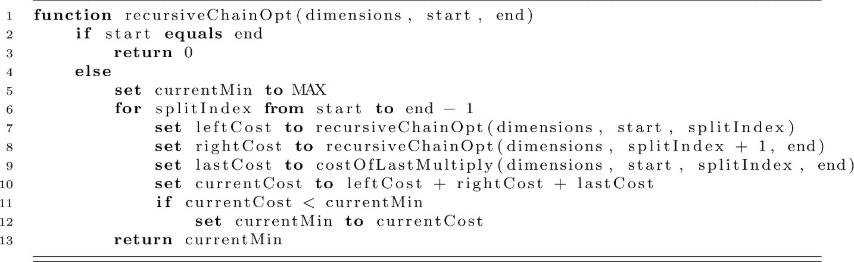 1 function recursiveChainOpt(dimensions, start, end)
2 if start equals end
3 return 0
4 else
5 set currentMin to MAX
6 for splitIndex from start to end − 1
7 set leftCost to recursiveChainOpt(dimensions, start, splitIndex)
8 set rightCost to recursiveChainOpt(dimensions, splitIndex + 1, end)
9 set lastCost to costOfLastMultiply(dimensions, start, splitIndex, end)
10 set currentCost to leftCost + rightCost + lastCost
11 if currentCost < currentMin
12 set currentMin to currentCost
13 return currentMin